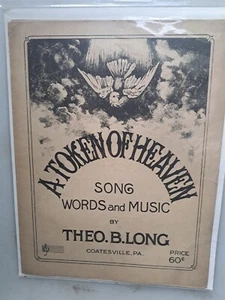 A TOKEN OF HEAVEN
SONG
WORDS and MUSIC
BY
THEO. B. LONG
COATESVILLE, PA.
PRICE
60¢